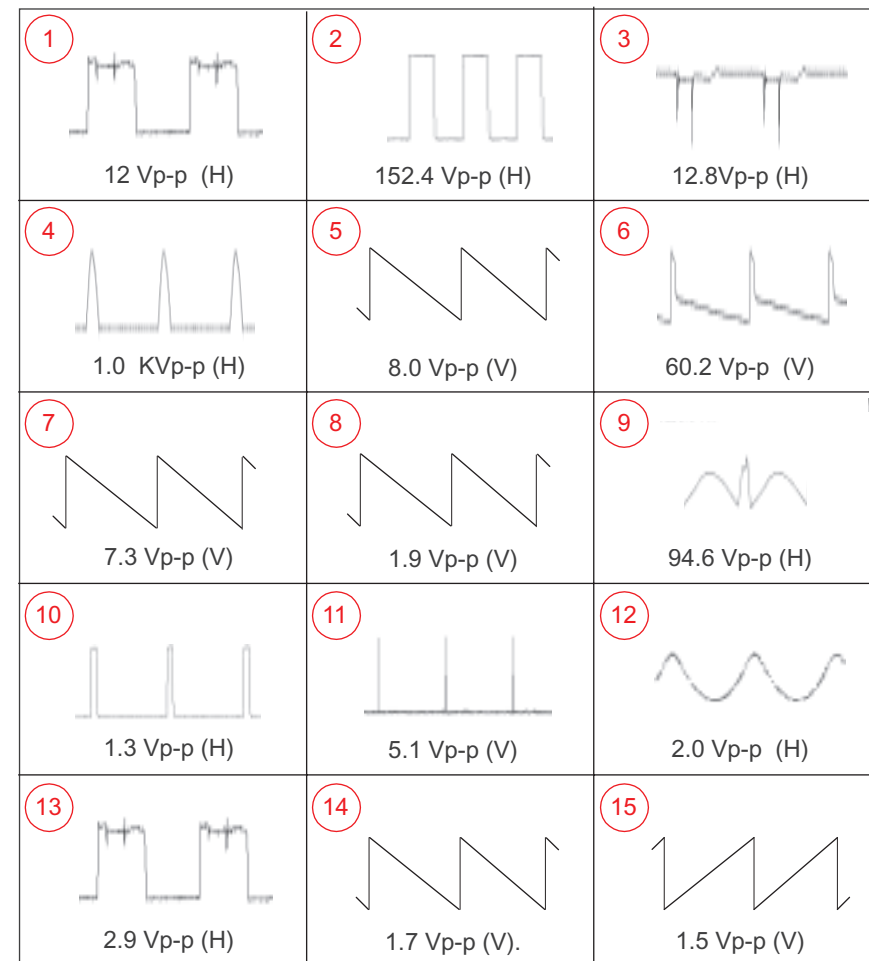 1
12 Vp-p (H)
2
152.4 Vp-p (H)
3
12.8Vp-p (H)
4
1.0 KVp-p (H)
5
8.0 Vp-p (V)
6
60.2 Vp-p (V)
7
7.3 Vp-p (V)
8
1.9 Vp-p (V)
9
94.6 Vp-p (H)
10
1.3 Vp-p (H)
11
5.1 Vp-p (V)
12
2.0 Vp-p (H)
13
2.9 Vp-p (H)
14
1.7 Vp-p (V).
15
1.5 Vp-p (V)